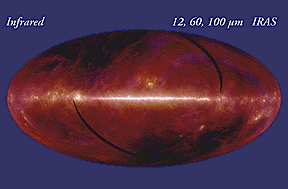 Infrared 12, 60, 100 μm IRAS